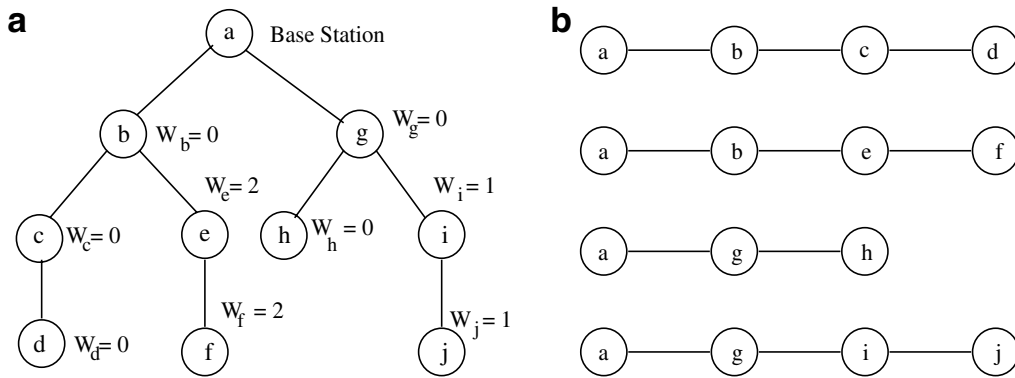 a
a Base Station
b W_b = 0
g W_g = 0
c W_c = 0
W_e = 2
e
h W_h = 0
W_i = 1
i
d W_d = 0
W_f = 2
f
W_j = 1
j
b
a b c d
a b e f
a g h
a g i j